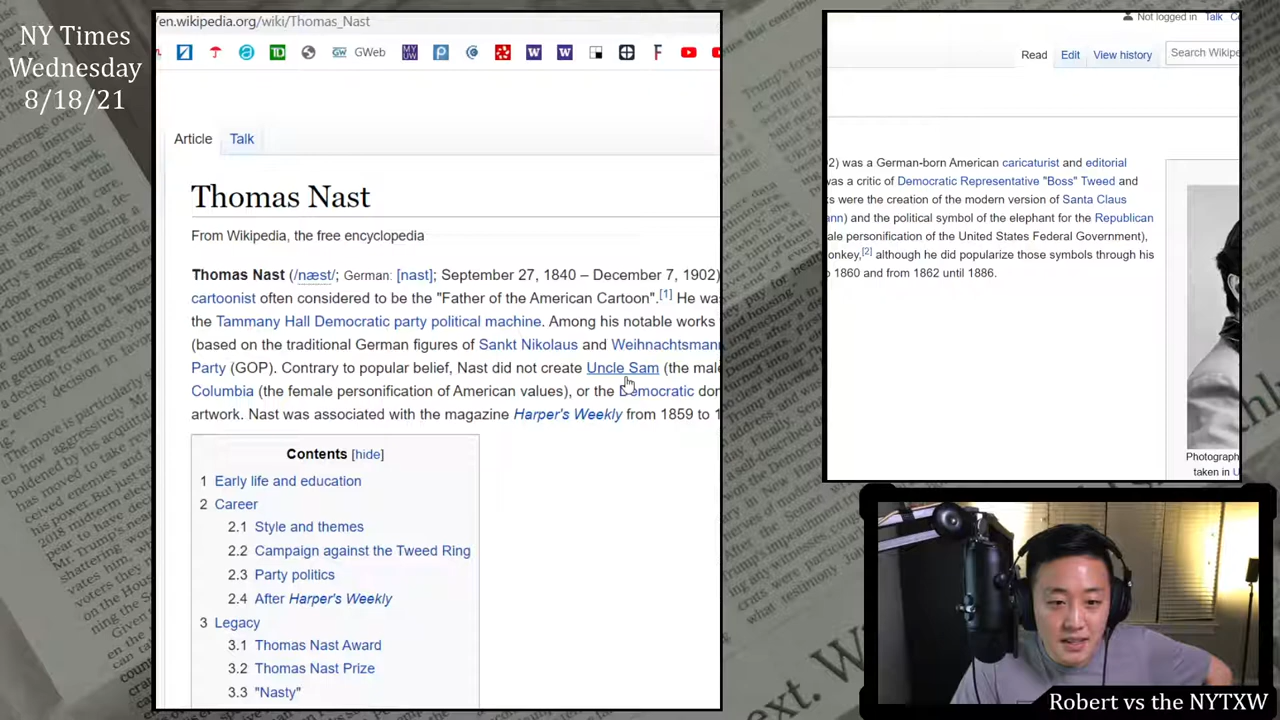 NY Times
Wednesday
8/18/21
/en.wikipedia.org/wiki/Thomas_Nast
GWeb
Article Talk
Thomas Nast
From Wikipedia, the free encyclopedia
Thomas Nast (/næst/; German: [nast]; September 27, 1840 – December 7, 1902)
cartoonist often considered to be the "Father of the American Cartoon".[1] He was
the Tammany Hall Democratic party political machine. Among his notable works
(based on the traditional German figures of Sankt Nikolaus and Weihnachtsmann
Party (GOP). Contrary to popular belief, Nast did not create Uncle Sam (the male
Columbia (the female personification of American values), or the Democratic don
artwork. Nast was associated with the magazine Harper's Weekly from 1859 to 1
Contents [hide]
1 Early life and education
2 Career
2.1 Style and themes
2.2 Campaign against the Tweed Ring
2.3 Party politics
2.4 After Harper's Weekly
3 Legacy
3.1 Thomas Nast Award
3.2 Thomas Nast Prize
3.3 "Nasty"
Not logged in Talk Co
Read Edit View history Search Wikipe
2) was a German-born American caricaturist and editorial
was a critic of Democratic Representative "Boss" Tweed and
ks were the creation of the modern version of Santa Claus
ann) and the political symbol of the elephant for the Republican
ale personification of the United States Federal Government),
onkey,[2] although he did popularize those symbols through his
o 1860 and from 1862 until 1886.
Photograph
taken in U
Robert vs the NYTXW